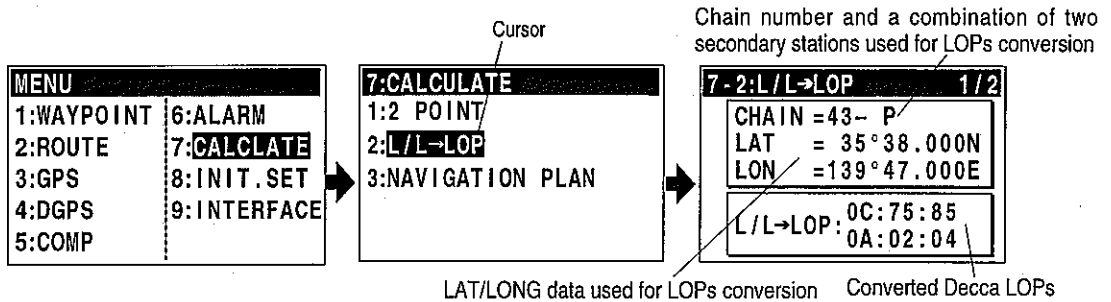 Chain number and a combination of two
secondary stations used for LOPs conversion
Cursor
MENU
1:WAYPOINT
2:ROUTE
3:GPS
4:DGPS
5:COMP
6:ALARM
7:CALCLATE
8:INIT.SET
9:INTERFACE
7:CALCULATE
1:2 POINT
2:L/L→LOP
3:NAVIGATION PLAN
7-2:L/L→LOP 1/2
CHAIN =43- P
LAT = 35°38.000N
LON =139°47.000E
L/L→LOP: 0C:75:85
0A:02:04
LAT/LONG data used for LOPs conversion
Converted Decca LOPs